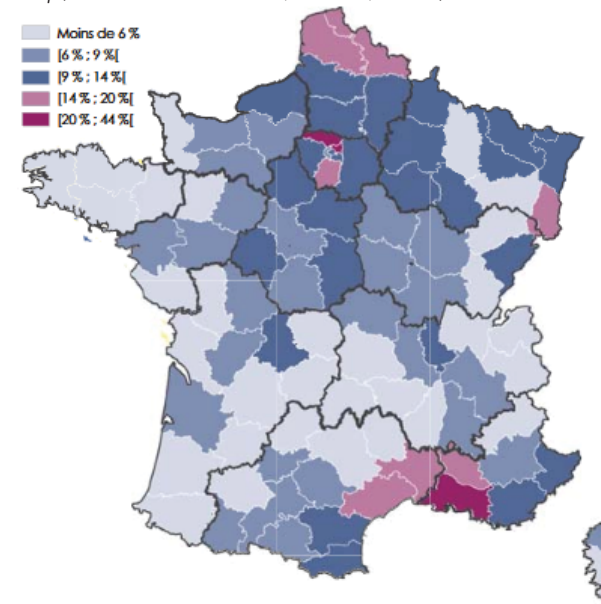 Moins de 6 %
[6 % ; 9 %[
[9 % ; 14 %[
[14 % ; 20 %[
[20 % ; 44 %[